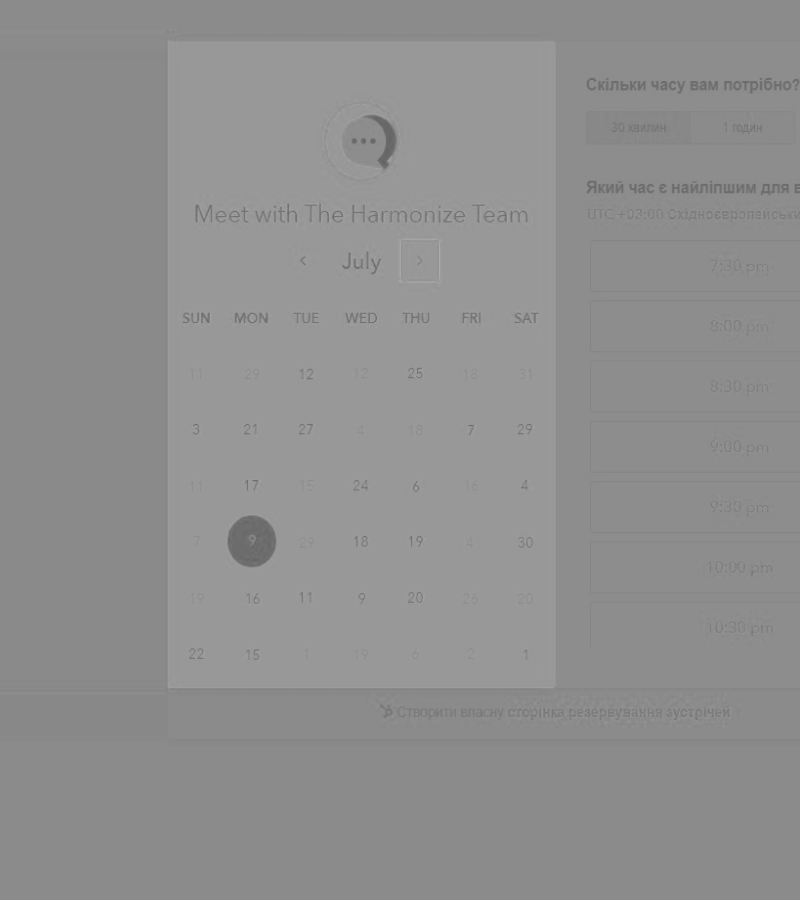 Meet with The Harmonize Team
July
SUN MON TUE WED THU FRI SAT
11 29 12 12 25 18 31
3 21 27 4 18 7 29
11 17 15 24 6 16 4
7 9 29 18 19 4 30
19 16 11 9 20 26 20
22 15 1 19 6 2 1
Скільки часу вам потрібно?
30 хвилин 1 годин
Який час є найліпшим для в
UTC +03:00 Східноєвропейськи
7:30 pm
8:00 pm
8:30 pm
9:00 pm
9:30 pm
10:00 pm
10:30 pm
Створити власну сторінка резервування зустрічей